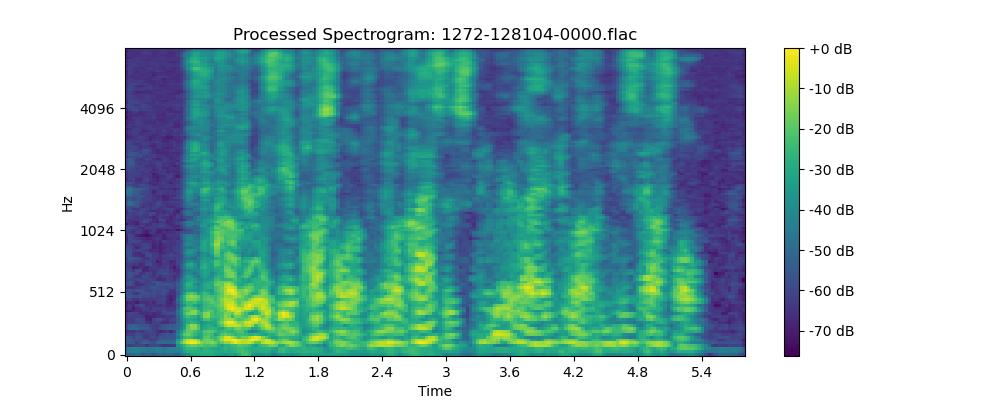 Processed Spectrogram: 1272-128104-0000.flac
Hz
4096
2048
1024
512
0
0 0.6 1.2 1.8 2.4 3 3.6 4.2 4.8 5.4
Time
+0 dB
-10 dB
-20 dB
-30 dB
-40 dB
-50 dB
-60 dB
-70 dB